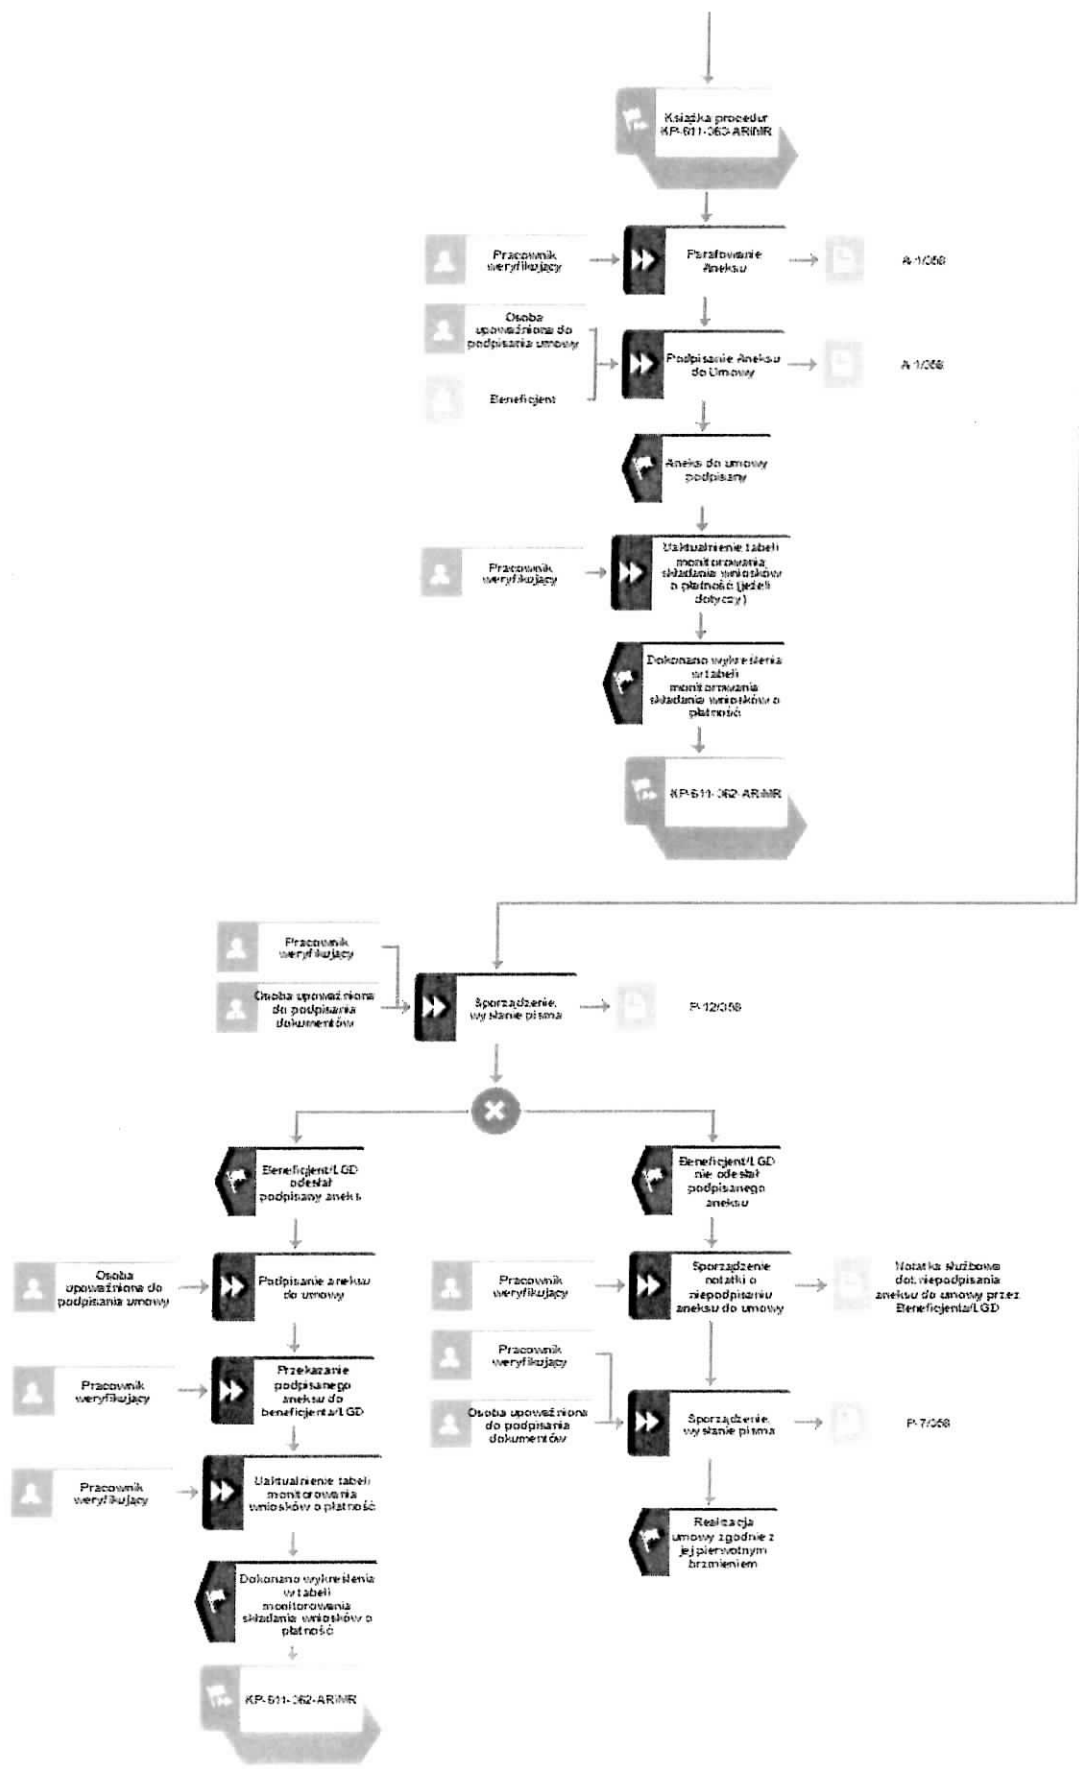 Książka procedur
KP-611-363-ARiMR
Pracownik
weryfikujący
Parafowanie
Aneksu
A-1/358
Osoba
upoważniona do
podpisania umowy
Beneficjent
Podpisanie Aneksu
do Umowy
A-1/358
Aneks do umowy
podpisany
Pracownik
weryfikujący
Uaktualnienie tabeli
monitorowania
składania wniosków
o płatność (jeżeli
dotyczy)
Dokonano wykreślenia
w tabeli
monitorowania
składania wniosków o
płatność
KP-611-362-ARiMR
Pracownik
weryfikujący
Osoba upoważniona
do podpisania
dokumentów
Sporządzenie,
wysłanie pisma
P-12/358
Beneficjent/LGD
odesłał
podpisany aneks
Beneficjent/LGD
nie odesłał
podpisanego
aneksu
Osoba
upoważniona do
podpisania umowy
Podpisanie aneksu
do umowy
Pracownik
weryfikujący
Sporządzenie
notatki o
niepodpisaniu
aneksu do umowy
Notatka służbowa
dot. niepodpisania
aneksu do umowy przez
Beneficjenta/LGD
Pracownik
weryfikujący
Przekazanie
podpisanego
aneksu do
beneficjenta/LGD
Pracownik
weryfikujący
Osoba upoważniona
do podpisania
dokumentów
Sporządzenie,
wysłanie pisma
P-7/358
Pracownik
weryfikujący
Uaktualnienie tabeli
monitorowania
wniosków o płatność
Realizacja
umowy zgodnie z
jej pierwotnym
brzmieniem
Dokonano wykreślenia
w tabeli
monitorowania
składania wniosków o
płatność
KP-611-362-ARiMR